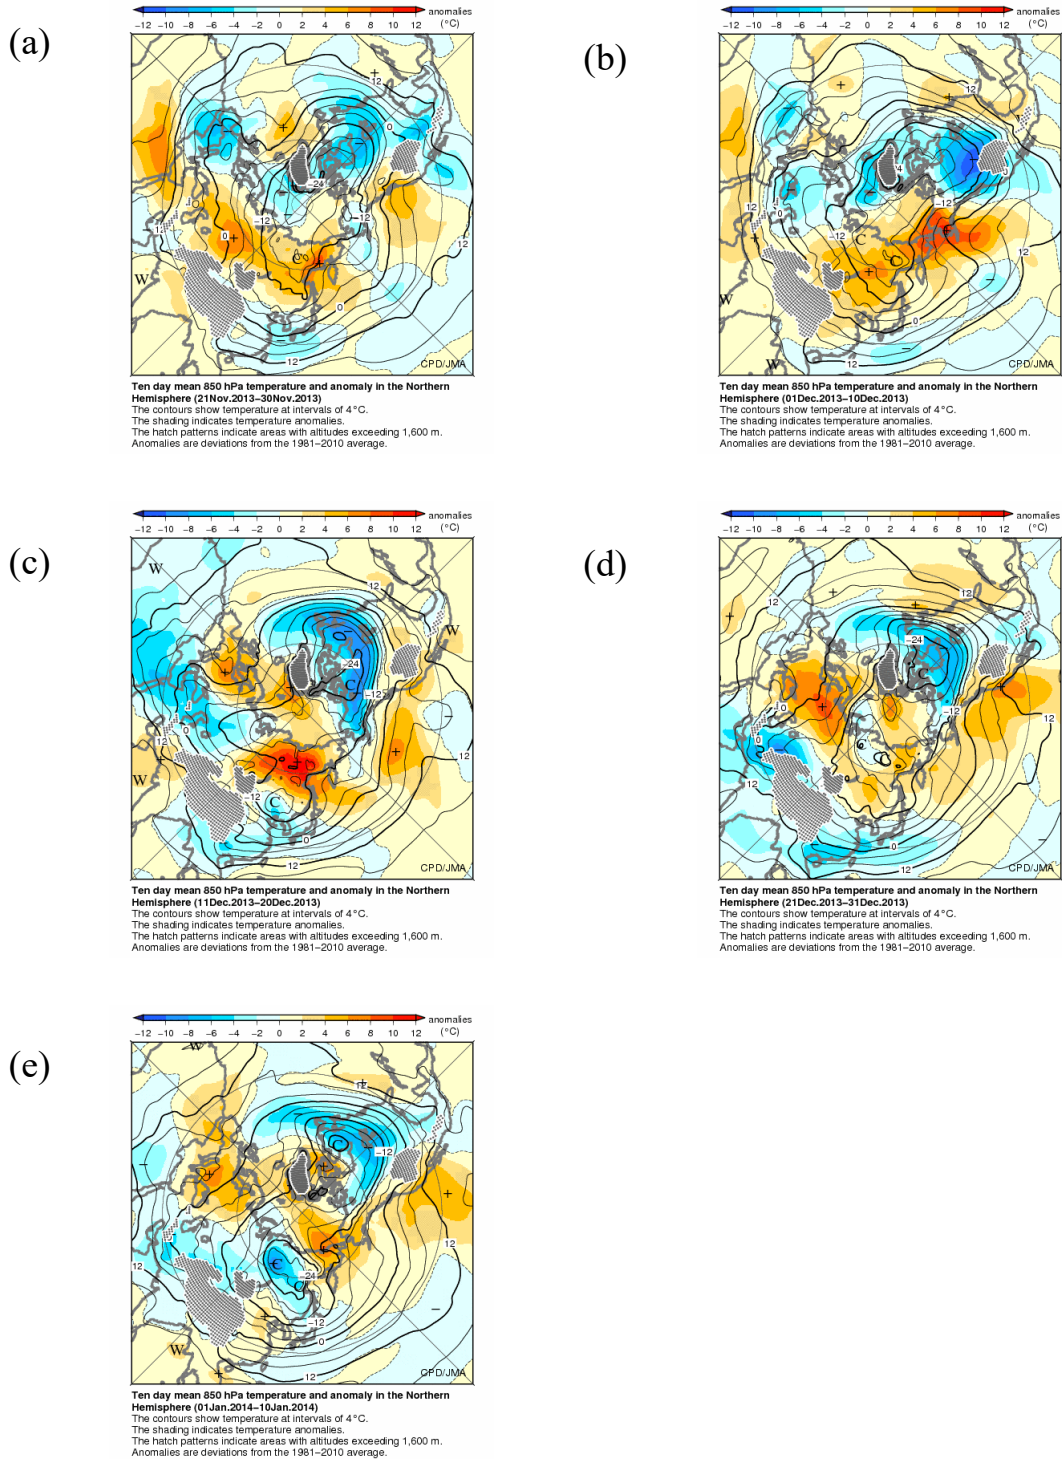 (a)
anomalies
−12 −10 −8 −6 −4 −2 0 2 4 6 8 10 12 (°C)
CPD/JMA
Ten day mean 850 hPa temperature and anomaly in the Northern
Hemisphere (21Nov.2013−30Nov.2013)
The contours show temperature at intervals of 4°C.
The shading indicates temperature anomalies.
The hatch patterns indicate areas with altitudes exceeding 1,600 m.
Anomalies are deviations from the 1981−2010 average.
(b)
anomalies
−12 −10 −8 −6 −4 −2 0 2 4 6 8 10 12 (°C)
CPD/JMA
Ten day mean 850 hPa temperature and anomaly in the Northern
Hemisphere (01Dec.2013−10Dec.2013)
The contours show temperature at intervals of 4°C.
The shading indicates temperature anomalies.
The hatch patterns indicate areas with altitudes exceeding 1,600 m.
Anomalies are deviations from the 1981−2010 average.
(c)
anomalies
−12 −10 −8 −6 −4 −2 0 2 4 6 8 10 12 (°C)
CPD/JMA
Ten day mean 850 hPa temperature and anomaly in the Northern
Hemisphere (11Dec.2013−20Dec.2013)
The contours show temperature at intervals of 4°C.
The shading indicates temperature anomalies.
The hatch patterns indicate areas with altitudes exceeding 1,600 m.
Anomalies are deviations from the 1981−2010 average.
(d)
anomalies
−12 −10 −8 −6 −4 −2 0 2 4 6 8 10 12 (°C)
CPD/JMA
Ten day mean 850 hPa temperature and anomaly in the Northern
Hemisphere (21Dec.2013−31Dec.2013)
The contours show temperature at intervals of 4°C.
The shading indicates temperature anomalies.
The hatch patterns indicate areas with altitudes exceeding 1,600 m.
Anomalies are deviations from the 1981−2010 average.
(e)
anomalies
−12 −10 −8 −6 −4 −2 0 2 4 6 8 10 12 (°C)
CPD/JMA
Ten day mean 850 hPa temperature and anomaly in the Northern
Hemisphere (01Jan.2014−10Jan.2014)
The contours show temperature at intervals of 4°C.
The shading indicates temperature anomalies.
The hatch patterns indicate areas with altitudes exceeding 1,600 m.
Anomalies are deviations from the 1981−2010 average.